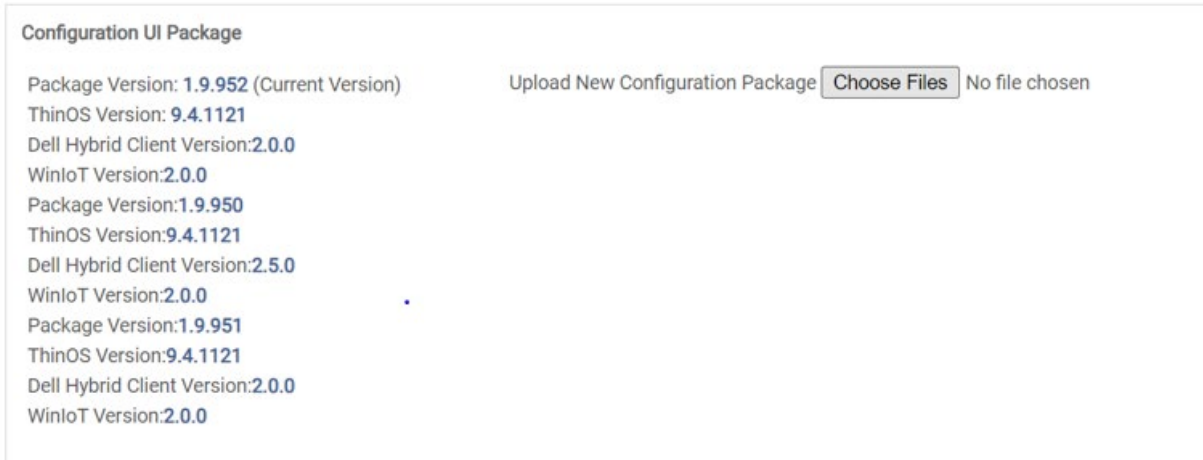 Configuration UI Package
Package Version: 1.9.952 (Current Version)
Upload New Configuration Package Choose Files No file chosen
ThinOS Version: 9.4.1121
Dell Hybrid Client Version:2.0.0
WinIoT Version:2.0.0
Package Version:1.9.950
ThinOS Version:9.4.1121
Dell Hybrid Client Version:2.5.0
WinIoT Version:2.0.0
Package Version:1.9.951
ThinOS Version:9.4.1121
Dell Hybrid Client Version:2.0.0
WinIoT Version:2.0.0